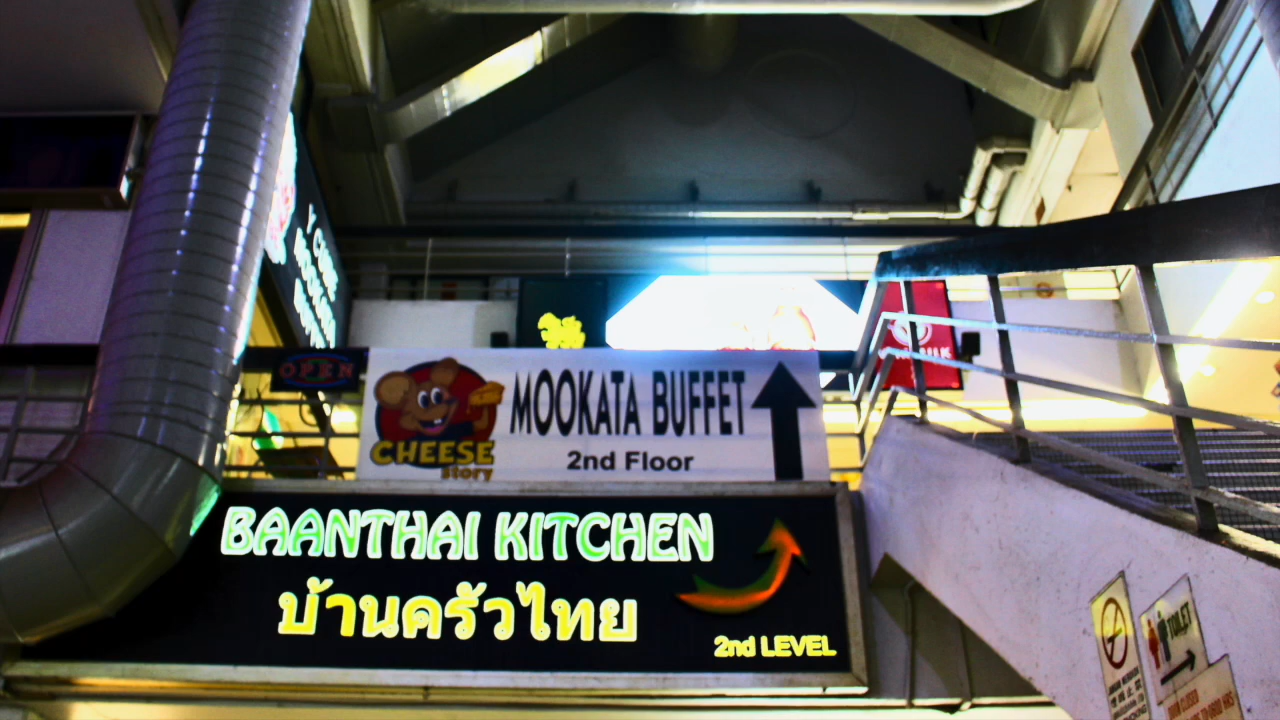 OPEN
CHEESE
story
MOOKATA BUFFET
2nd Floor
BAANTHAI KITCHEN
บ้านครัวไทย
2nd LEVEL
TOILET